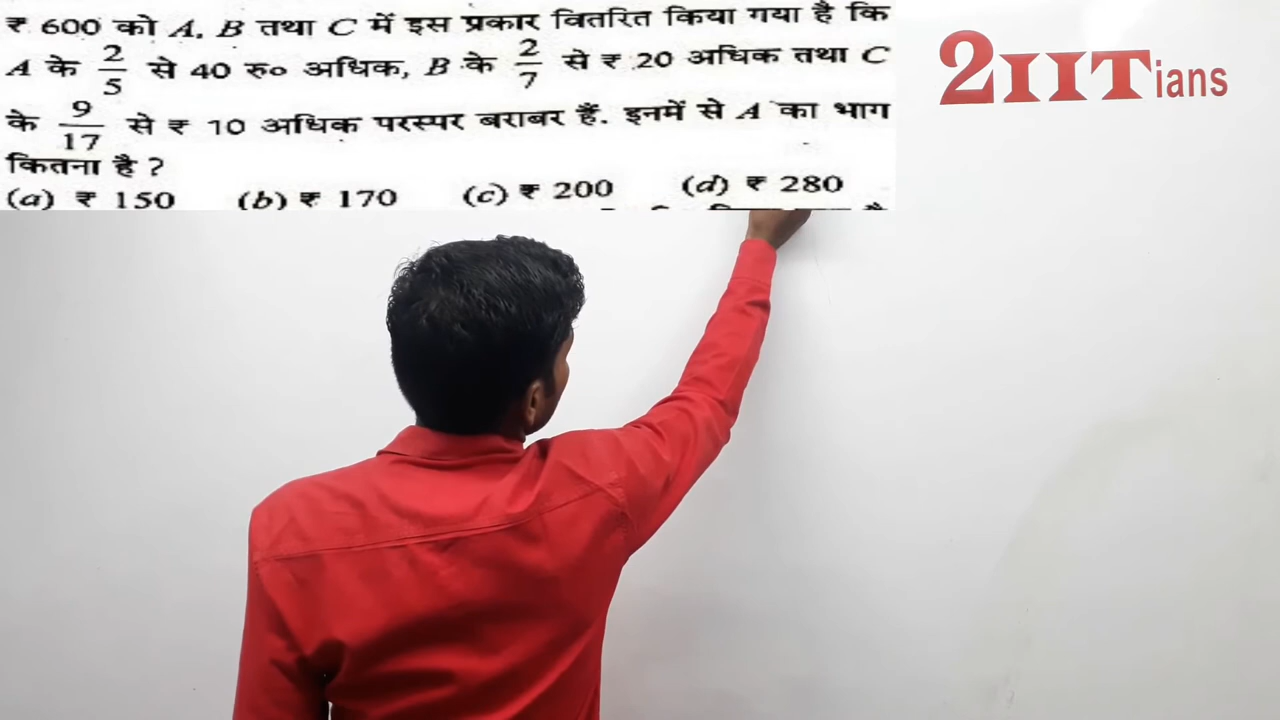 ₹ 600 को A, B तथा C में इस प्रकार वितरित किया गया है कि
A के 2/5 से 40 रु० अधिक, B के 2/7 से ₹ 20 अधिक तथा C
के 9/17 से ₹ 10 अधिक परस्पर बराबर हैं. इनमें से A का भाग
कितना है ?
(a) ₹ 150 (b) ₹ 170 (c) ₹ 200 (d) ₹ 280
2IITians